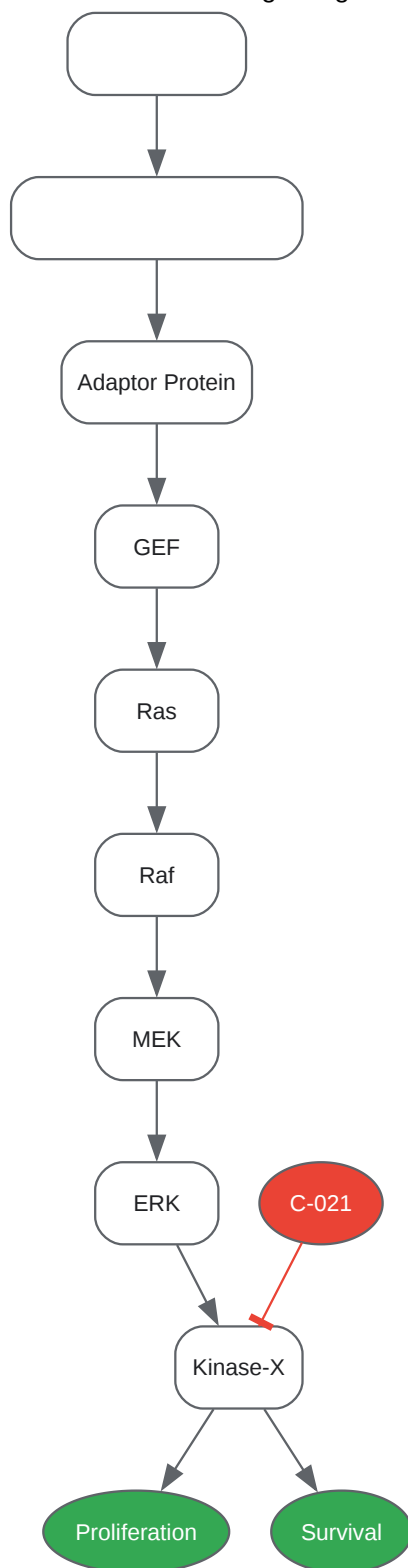 Adaptor Protein
GEF
Ras
Raf
MEK
ERK
C-021
Kinase-X
Proliferation
Survival